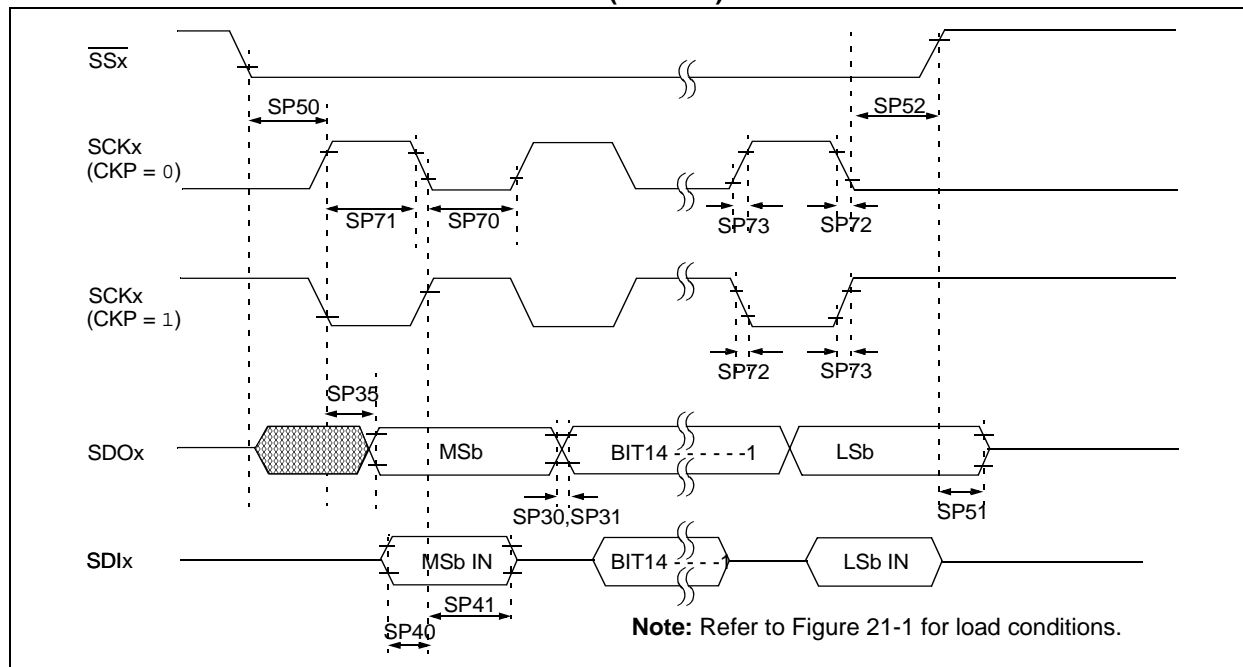 SSx
SP50
SP52
SCKx
(CKP = 0)
SP71
SP70
SP73
SP72
SCKx
(CKP = 1)
SP72
SP73
SP35
SDOx
MSb
BIT14 - - - - - -1
LSb
SP30,SP31
SP51
SDIx
MSb IN
BIT14 - - - -1
LSb IN
SP41
SP40
Note: Refer to Figure 21-1 for load conditions.